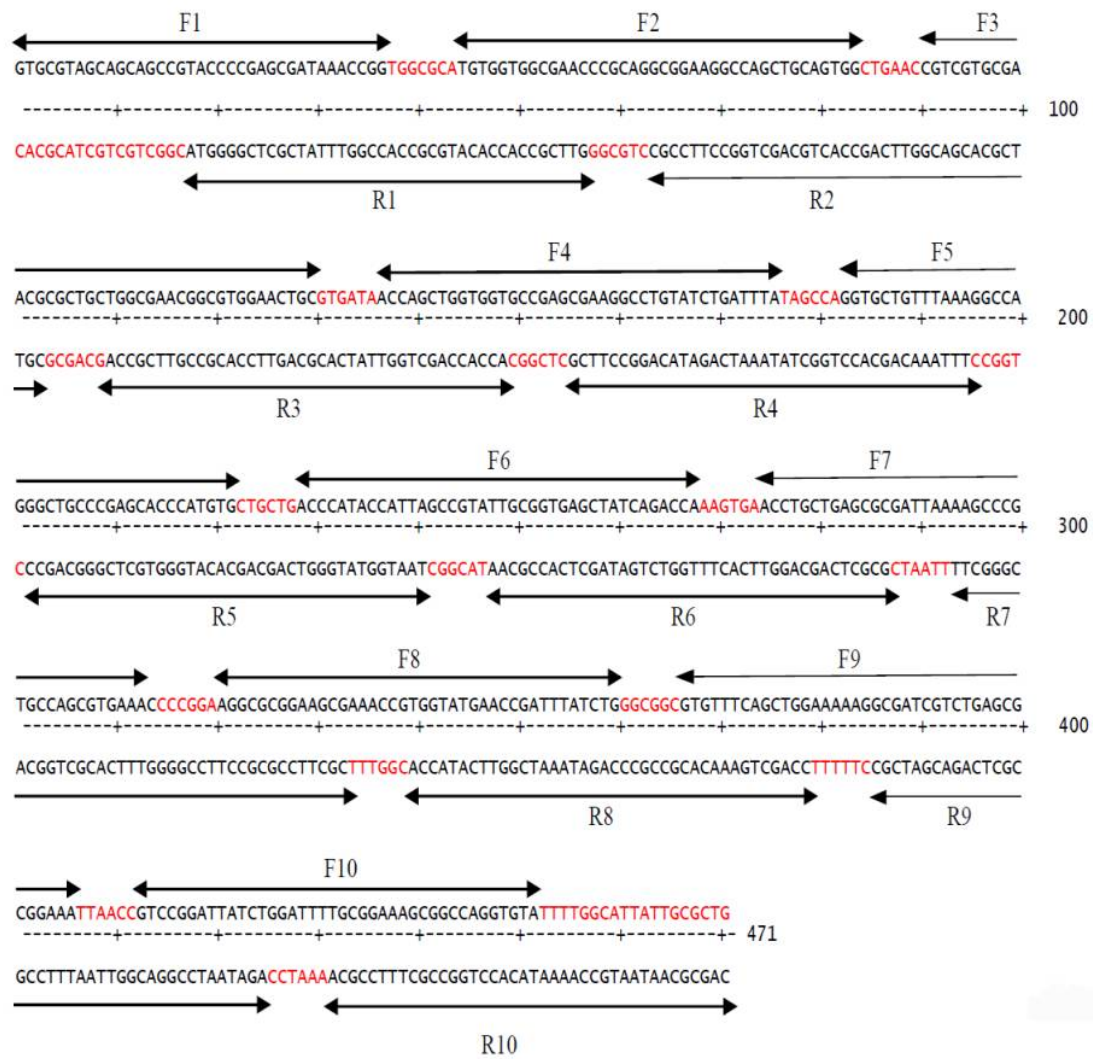 F1 F2 F3
GTGCGTAGCAGCAGCCGTACCCCGAGCGATAAACCGGTGGCGCATGTGGTGGCGAACCCGCAGGCGGAAGGCCAGCTGCAGTGGCTGAACCGTCGTGCGA
---------+---------+---------+---------+---------+---------+---------+---------+---------+---------+ 100
CACGCATCGTCGTCGGCATGGGGCTCGCTATTTGGCCACCGCGTACACCACCGCTTGGGCGTCCGCCTTCCGGTCGACGTCACCGACTTGGCAGCACGCT
R1 R2
F4 F5
ACGCGCTGCTGGCGAACGGCGTGGAACTGCGTGATAACCAGCTGGTGGTGCCGAGCGAAGGCCTGTATCTGATTTATAGCCAGGTGCTGTTTAAAGGCCA
---------+---------+---------+---------+---------+---------+---------+---------+---------+---------+ 200
TGCGCGACGACCGCTTGCCGCACCTTGACGCACTATTGGTCGACCACCACGGCTCGCTTCCGGACATAGACTAAATATCGGTCCACGACAAATTTCCGGT
R3 R4
F6 F7
GGGCTGCCCGAGCACCCATGTGCTGCTGACCCATACCATTAGCCGTATTGCGGTGAGCTATCAGACCAAAGTGAACCTGCTGAGCGCGATTAAAAGCCCG
---------+---------+---------+---------+---------+---------+---------+---------+---------+---------+ 300
CCCGACGGGCTCGTGGGTACACGACGACTGGGTATGGTAATCGGCATAACGCCACTCGATAGTCTGGTTTCACTTGGACGACTCGCGCTAATTTTCGGGC
R5 R6 R7
F8 F9
TGCCAGCGTGAAACCCCGGAAGGCGCGGAAGCGAAACCGTGGTATGAACCGATTTATCTGGGCGGCGTGTTTCAGCTGGAAAAAGGCGATCGTCTGAGCG
---------+---------+---------+---------+---------+---------+---------+---------+---------+---------+ 400
ACGGTCGCACTTTGGGGCCTTCCGCGCCTTCGCTTTGGCACCATACTTGGCTAAATAGACCCGCCGCACAAAGTCGACCTTTTTCCGCTAGCAGACTCGC
R8 R9
F10
CGGAAATTAACCGTCCGGATTATCTGGATTTTGCGGAAAGCGGCCAGGTGTATTTTGGCATTATTGCGCTG
---------+---------+---------+---------+---------+---------+---------+- 471
GCCTTTAATTGGCAGGCCTAATAGACCTAAAACGCCTTTCGCCGGTCCACATAAAACCGTAATAACGCGAC
R10